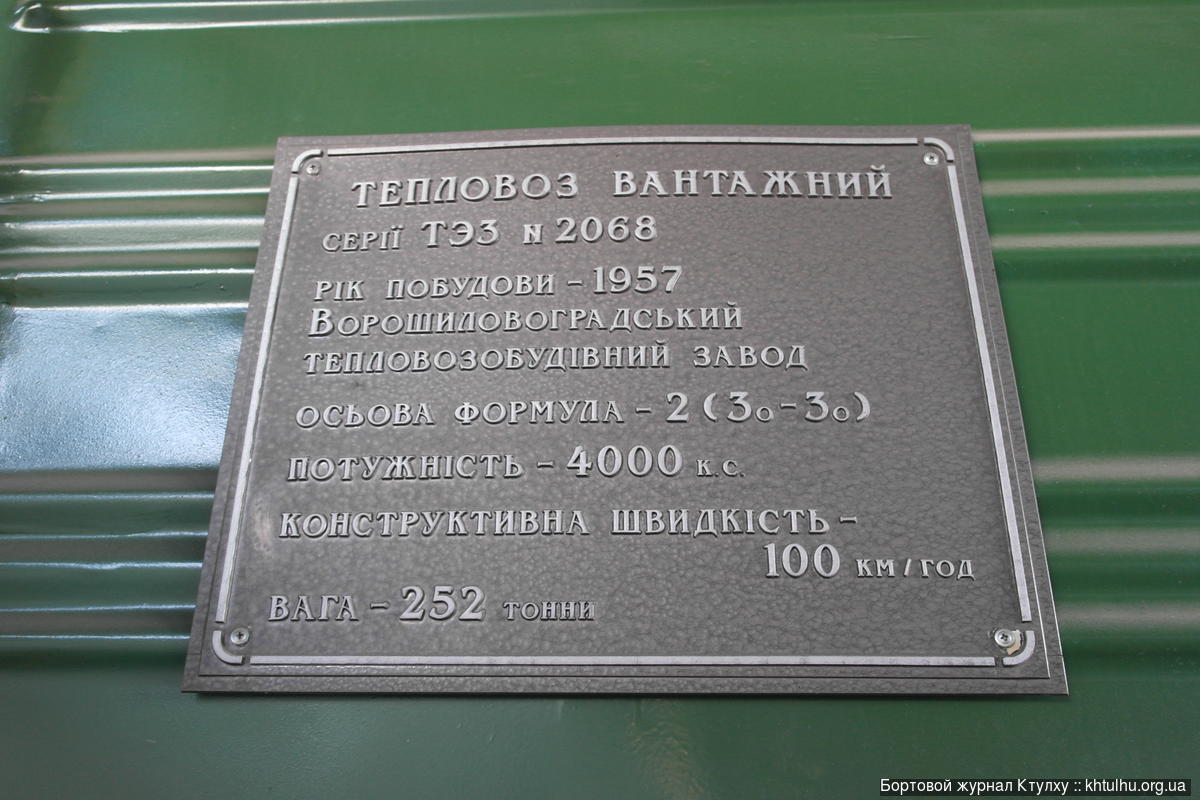 ТЕПЛОВОЗ ВАНТАЖНИЙ
СЕРІЇ ТЭ3 N 2068
РІК ПОБУДОВИ – 1957
ВОРОШИЛОВОГРАДСЬКИЙ
ТЕПЛОВОЗОБУДІВНИЙ ЗАВОД
ОСЬОВА ФОРМУЛА – 2 (3о–3о)
ПОТУЖНІСТЬ – 4000 К.С.
КОНСТРУКТИВНА ШВИДКІСТЬ –
100 КМ/ГОД
ВАГА – 252 ТОННИ
Бортовой журнал Ктулху :: khtulhu.org.ua